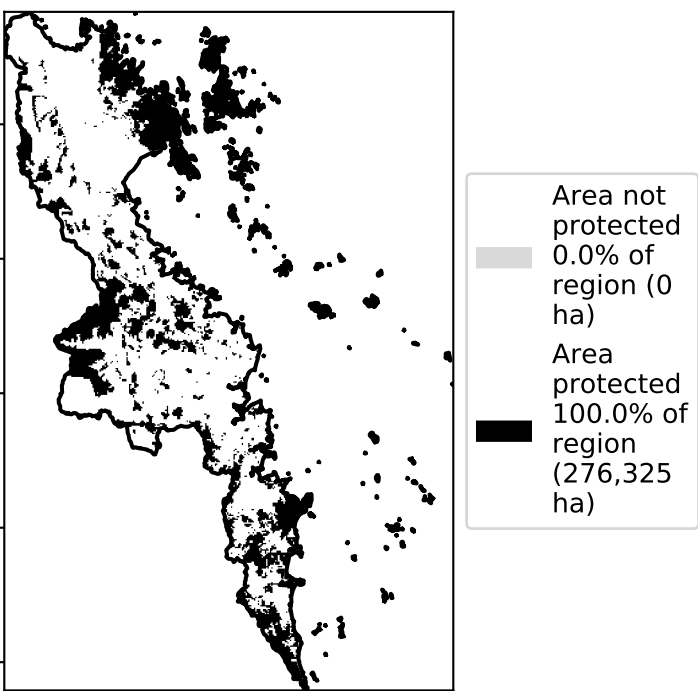 Area not
protected
0.0% of
region (0
ha)
Area
protected
100.0% of
region
(276,325
ha)